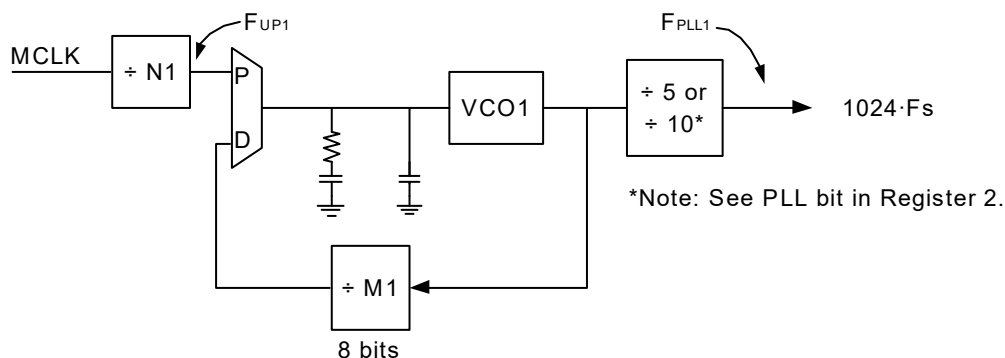 FUP1
FPLL1
MCLK
÷ N1
P
D
VCO1
÷ 5 or
÷ 10*
1024·Fs
*Note: See PLL bit in Register 2.
÷ M1
8 bits